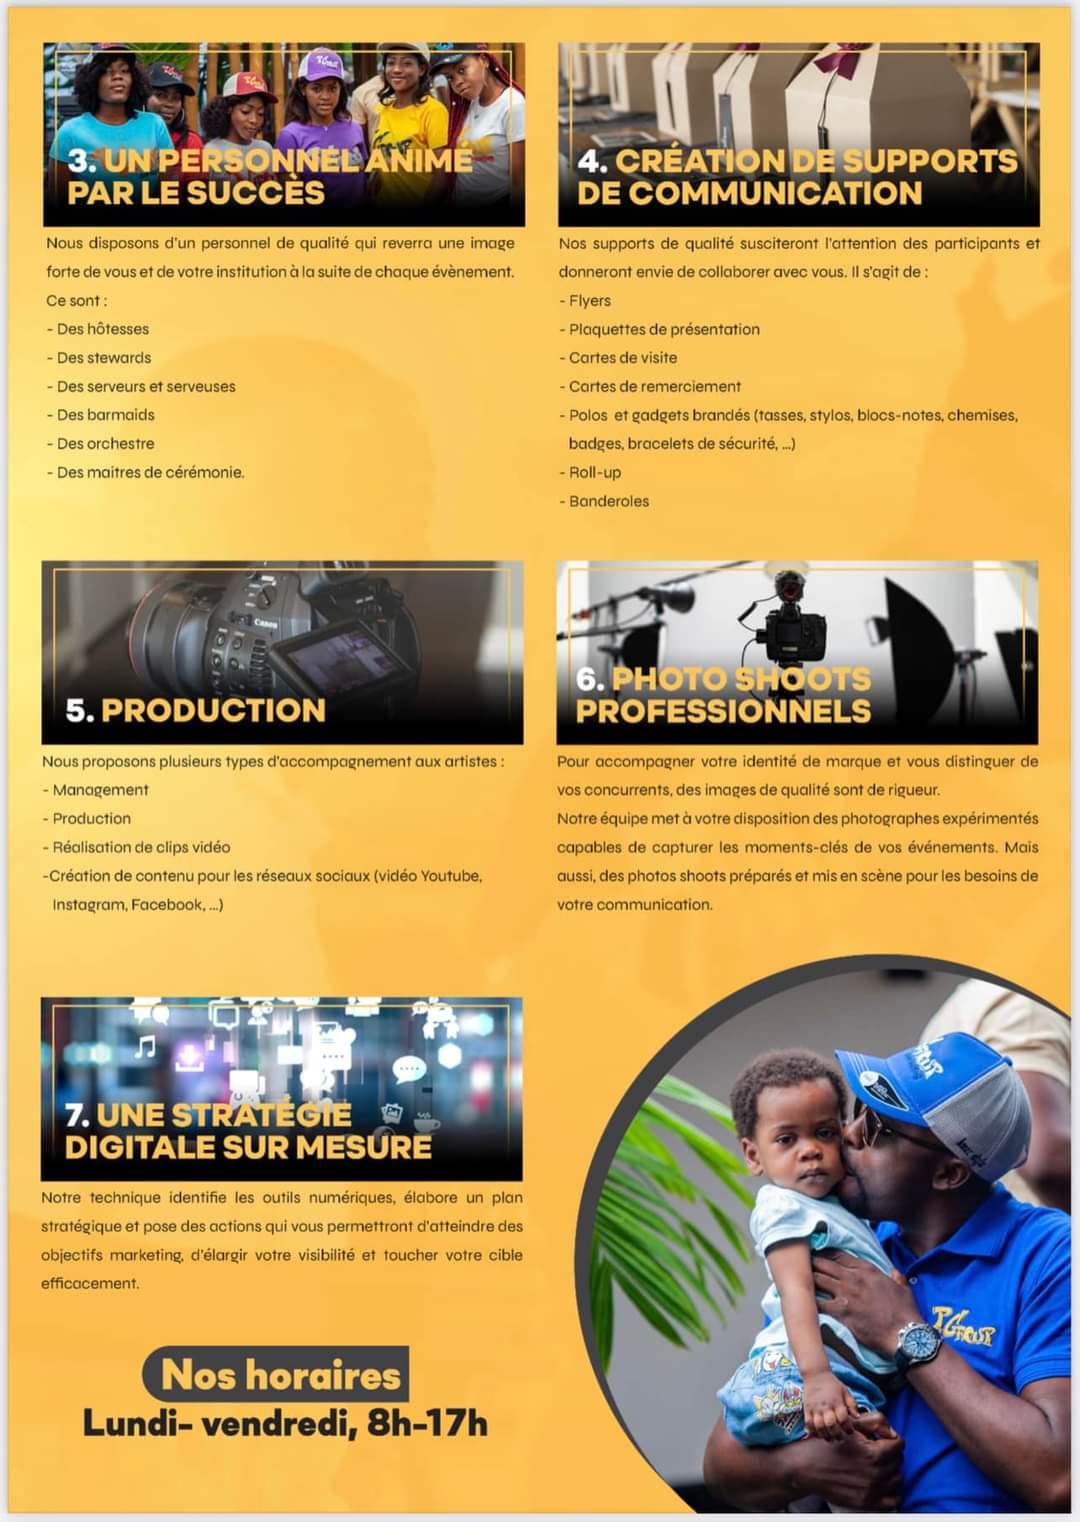 3. UN PERSONNEL ANIMÉ
PAR LE SUCCÈS
Nous disposons d'un personnel de qualité qui reverra une image
forte de vous et de votre institution à la suite de chaque évènement.
Ce sont :
- Des hôtesses
- Des stewards
- Des serveurs et serveuses
- Des barmaids
- Des orchestre
- Des maitres de cérémonie.
4. CRÉATION DE SUPPORTS
DE COMMUNICATION
Nos supports de qualité susciteront l'attention des participants et
donneront envie de collaborer avec vous. Il s'agit de :
- Flyers
- Plaquettes de présentation
- Cartes de visite
- Cartes de remerciement
- Polos et gadgets brandés (tasses, stylos, blocs-notes, chemises,
badges, bracelets de sécurité, ...)
- Roll-up
- Banderoles
Canon
5. PRODUCTION
Nous proposons plusieurs types d'accompagnement aux artistes :
- Management
- Production
- Réalisation de clips vidéo
-Création de contenu pour les réseaux sociaux (vidéo Youtube,
Instagram, Facebook, ...)
6. PHOTO SHOOTS
PROFESSIONNELS
Pour accompagner votre identité de marque et vous distinguer de
vos concurrents, des images de qualité sont de rigueur.
Notre équipe met à votre disposition des photographes expérimentés
capables de capturer les moments-clés de vos événements. Mais
aussi, des photos shoots préparés et mis en scène pour les besoins de
votre communication.
7. UNE STRATÉGIE
DIGITALE SUR MESURE
Notre technique identifie les outils numériques, élabore un plan
stratégique et pose des actions qui vous permettront d'atteindre des
objectifs marketing, d'élargir votre visibilité et toucher votre cible
efficacement.
Nos horaires
Lundi- vendredi, 8h-17h
TGroup